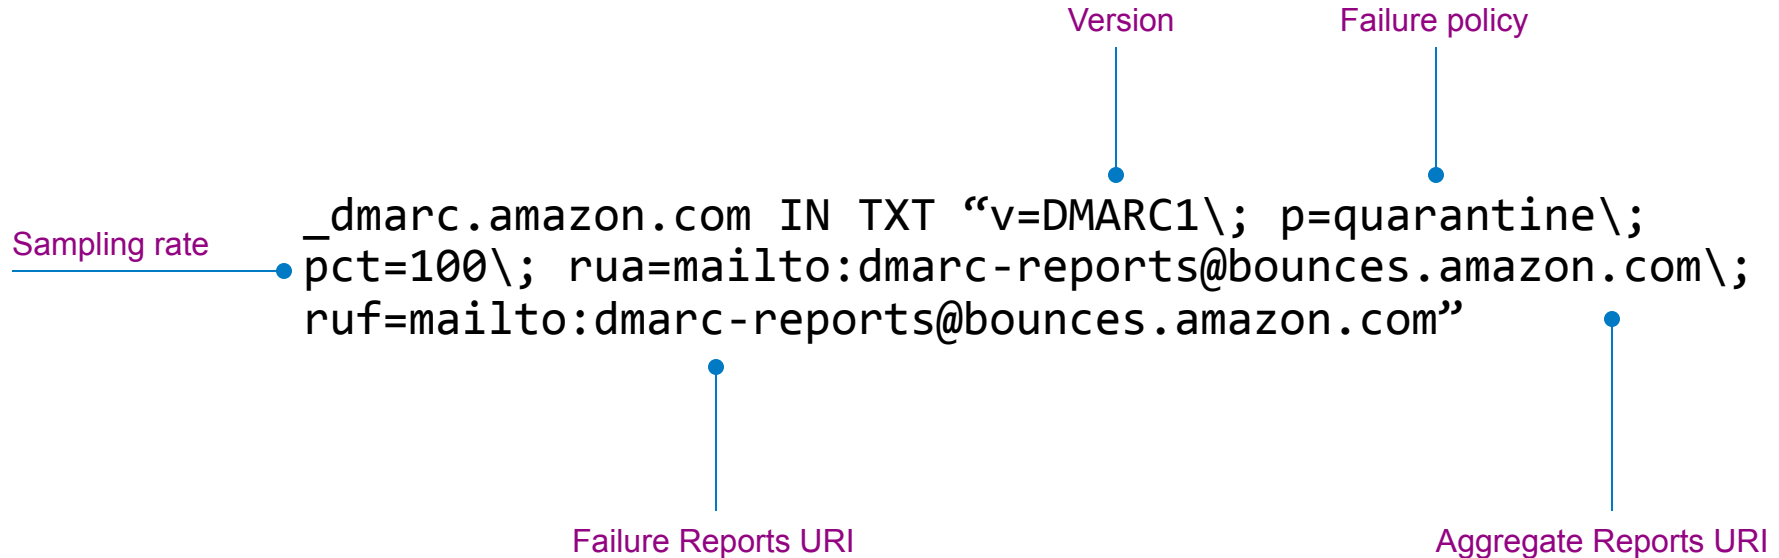 Version
Failure policy
Sampling rate
_dmarc.amazon.com IN TXT “v=DMARC1\; p=quarantine\;
pct=100\; rua=mailto:dmarc-reports@bounces.amazon.com\;
ruf=mailto:dmarc-reports@bounces.amazon.com”
Failure Reports URI
Aggregate Reports URI